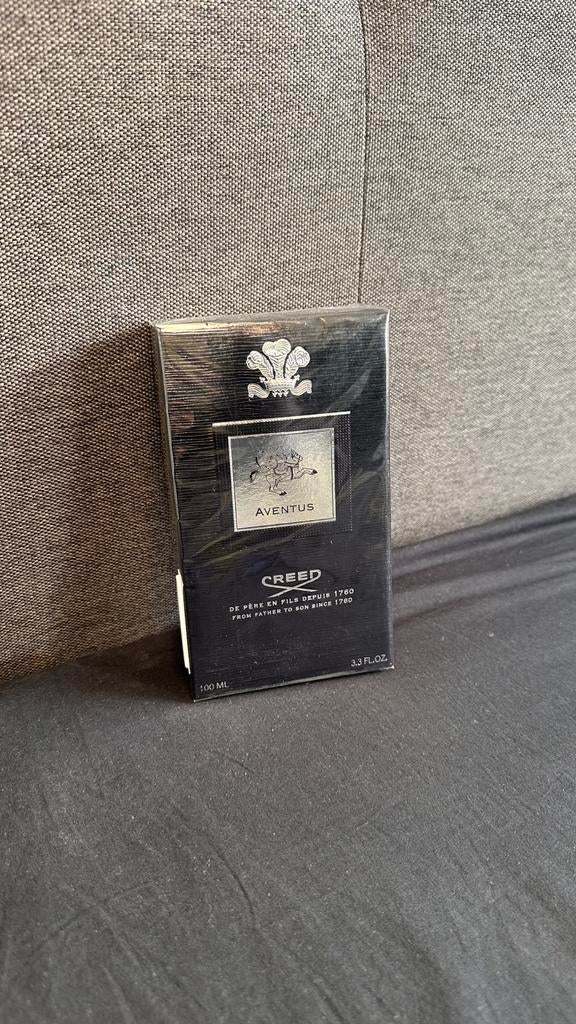 AVENTUS
CREED
DE PÈRE EN FILS DEPUIS 1760
FROM FATHER TO SON SINCE 1760
100 ML
3.3 FL.OZ.